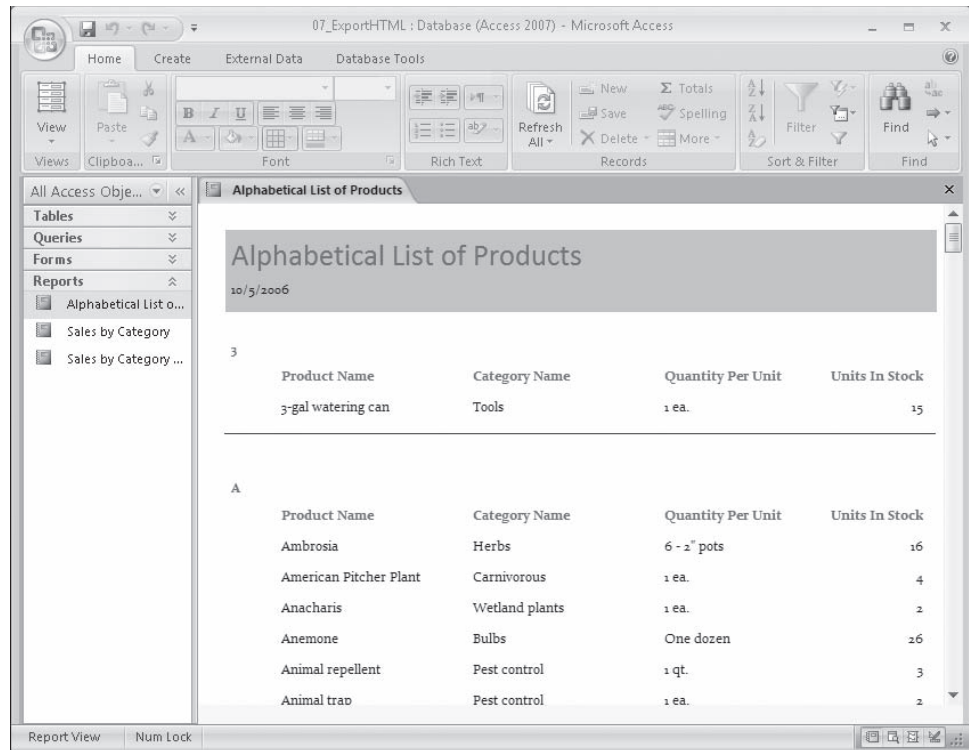 07_ExportHTML : Database (Access 2007) - Microsoft Access
Home Create External Data Database Tools
View
Paste
B I U
A
Refresh All
New
Save
Delete
Σ Totals
Spelling
More
Filter
Find
Views Clipboa... Font Rich Text Records Sort & Filter Find
All Access Obje...
Tables
Queries
Forms
Reports
Alphabetical List o...
Sales by Category
Sales by Category ...
Alphabetical List of Products
Alphabetical List of Products
10/5/2006
3
Product Name Category Name Quantity Per Unit Units In Stock
3-gal watering can Tools 1 ea. 15
A
Product Name Category Name Quantity Per Unit Units In Stock
Ambrosia Herbs 6 - 2" pots 16
American Pitcher Plant Carnivorous 1 ea. 4
Anacharis Wetland plants 1 ea. 2
Anemone Bulbs One dozen 26
Animal repellent Pest control 1 qt. 3
Animal trap Pest control 1 ea. 2
Report View Num Lock